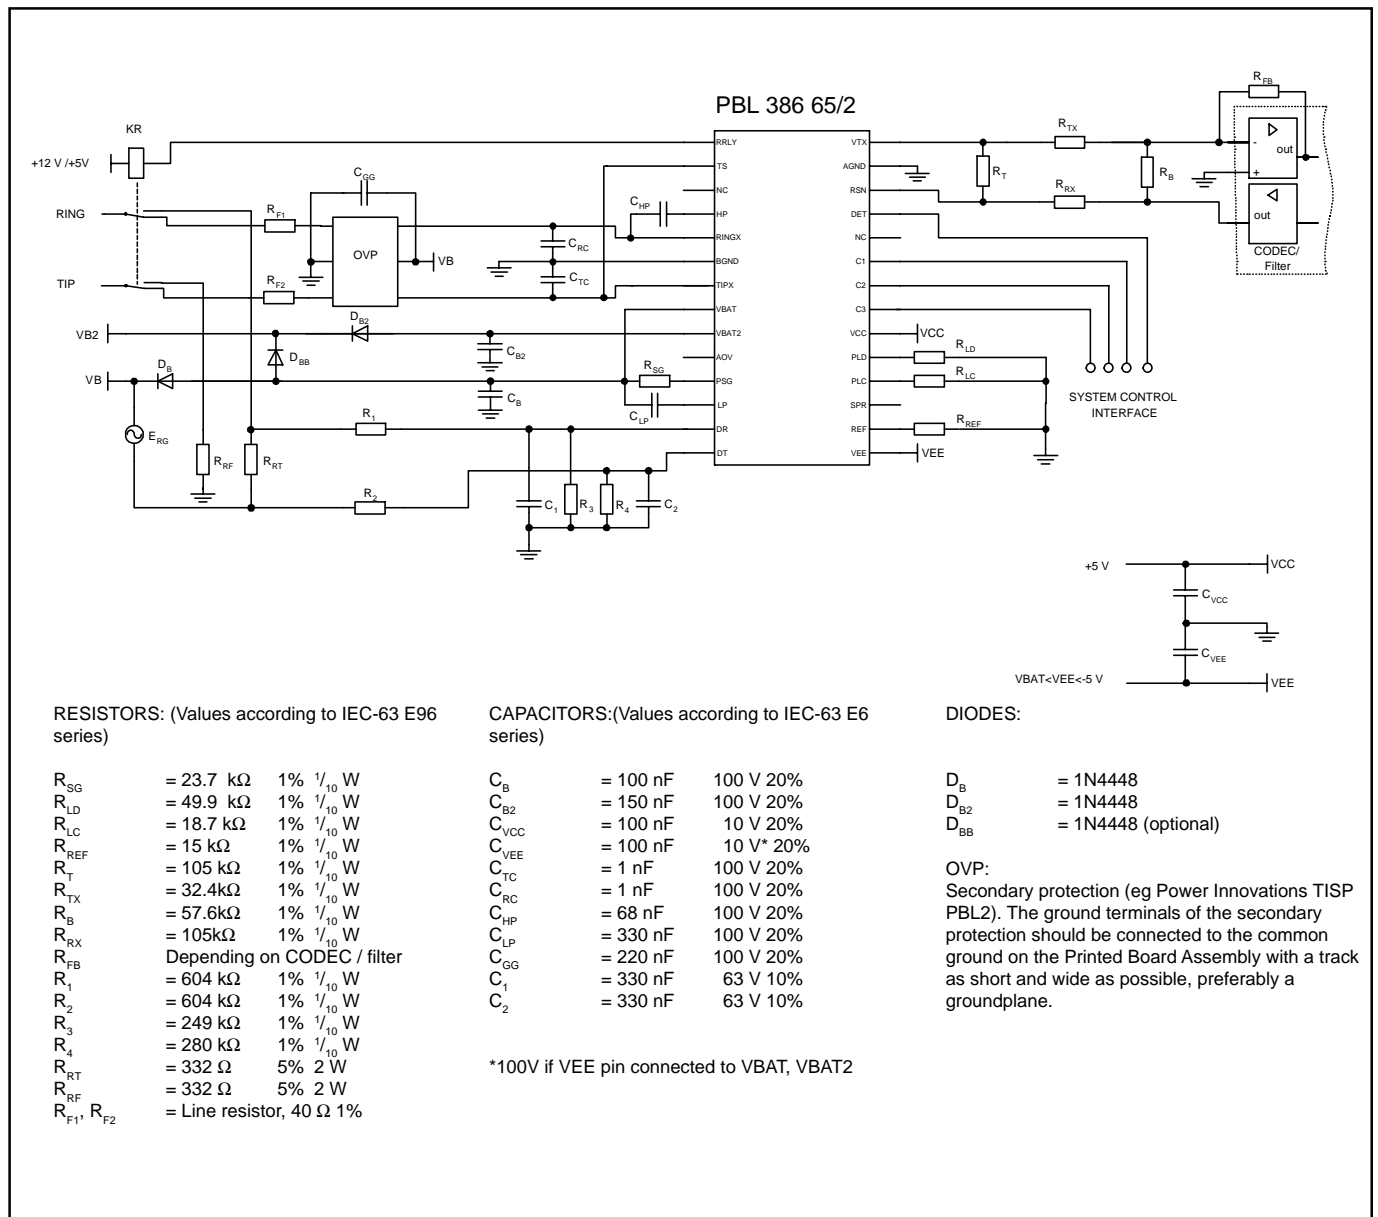 PBL 386 65/2
KR
+12 V /+5V
RING
TIP
VB2
VB
C_GG
R_F1
OVP
VB
R_F2
D_B2
D_BB
D_B
E_RG
R_RF
R_RT
R_1
R_2
C_HP
C_RC
C_TC
C_B2
C_B
R_SG
C_LP
C_1
R_3
R_4
C_2
RRLY
TS
NC
HP
RINGX
BGND
TIPX
VBAT
VBAT2
AOV
PSG
LP
DR
DT
VTX
AGND
RSN
DET
NC
C1
C2
C3
VCC
PLD
PLC
SPR
REF
VEE
R_TX
R_T
R_RX
R_B
R_FB
-
out
+
out
CODEC/
Filter
VCC
R_LD
R_LC
R_REF
VEE
SYSTEM CONTROL
INTERFACE
+5 V
VCC
C_VCC
C_VEE
VBAT<VEE<-5 V
VEE
RESISTORS: (Values according to IEC-63 E96
series)
R_SG = 23.7 kΩ 1% 1/10 W
R_LD = 49.9 kΩ 1% 1/10 W
R_LC = 18.7 kΩ 1% 1/10 W
R_REF = 15 kΩ 1% 1/10 W
R_T = 105 kΩ 1% 1/10 W
R_TX = 32.4kΩ 1% 1/10 W
R_B = 57.6kΩ 1% 1/10 W
R_RX = 105kΩ 1% 1/10 W
R_FB Depending on CODEC / filter
R_1 = 604 kΩ 1% 1/10 W
R_2 = 604 kΩ 1% 1/10 W
R_3 = 249 kΩ 1% 1/10 W
R_4 = 280 kΩ 1% 1/10 W
R_RT = 332 Ω 5% 2 W
R_RF = 332 Ω 5% 2 W
R_F1, R_F2 = Line resistor, 40 Ω 1%
CAPACITORS:(Values according to IEC-63 E6
series)
C_B = 100 nF 100 V 20%
C_B2 = 150 nF 100 V 20%
C_VCC = 100 nF 10 V 20%
C_VEE = 100 nF 10 V* 20%
C_TC = 1 nF 100 V 20%
C_RC = 1 nF 100 V 20%
C_HP = 68 nF 100 V 20%
C_LP = 330 nF 100 V 20%
C_GG = 220 nF 100 V 20%
C_1 = 330 nF 63 V 10%
C_2 = 330 nF 63 V 10%
*100V if VEE pin connected to VBAT, VBAT2
DIODES:
D_B = 1N4448
D_B2 = 1N4448
D_BB = 1N4448 (optional)
OVP:
Secondary protection (eg Power Innovations TISP
PBL2). The ground terminals of the secondary
protection should be connected to the common
ground on the Printed Board Assembly with a track
as short and wide as possible, preferably a
groundplane.